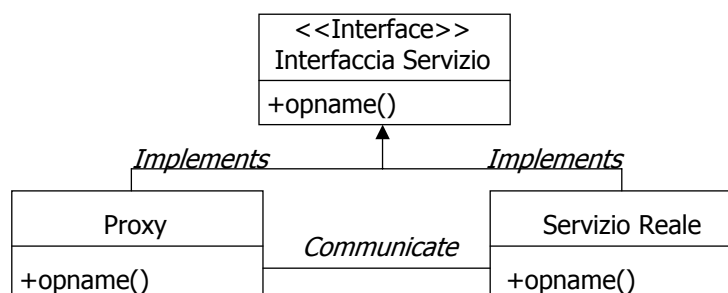 <<Interface>>
Interfaccia Servizio
+opname()
Implements
Implements
Proxy
Servizio Reale
Communicate
+opname()
+opname()